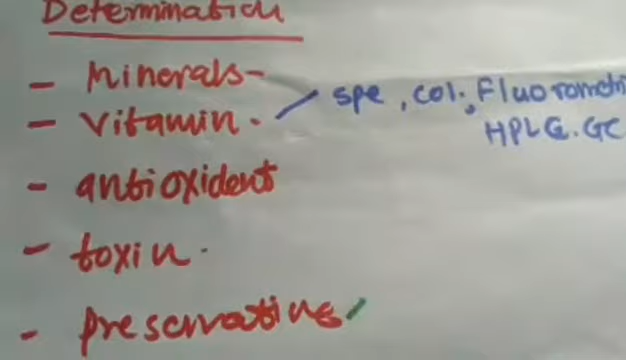 Determination
- Minerals-
- Vitamin. spe, col., Fluorometri
HPLC. GC
- antioxident
- toxin.
- preservatives